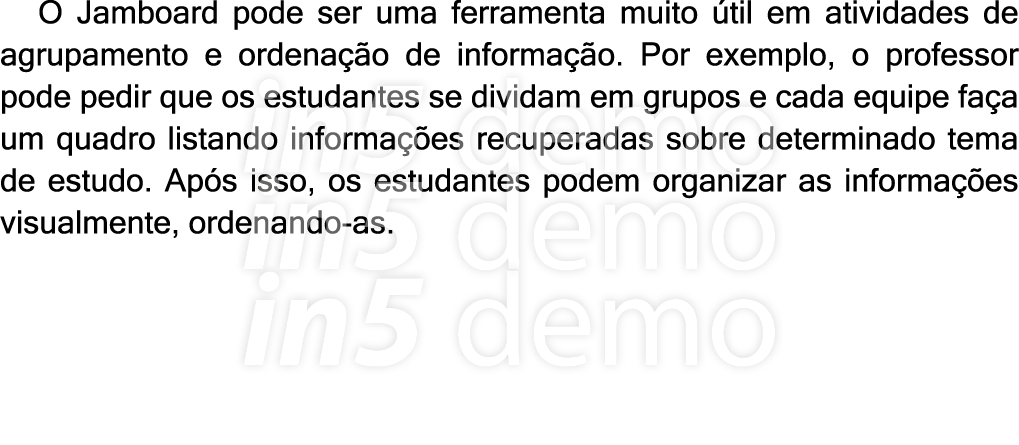 O Jamboard pode ser uma ferramenta muito útil em atividades de
agrupamento e ordenação de informação. Por exemplo, o professor
pode pedir que os estudantes se dividam em grupos e cada equipe faça
um quadro listando informações recuperadas sobre determinado tema
de estudo. Após isso, os estudantes podem organizar as informações
visualmente, ordenando-as.
in5 demo
in5 demo
in5 demo